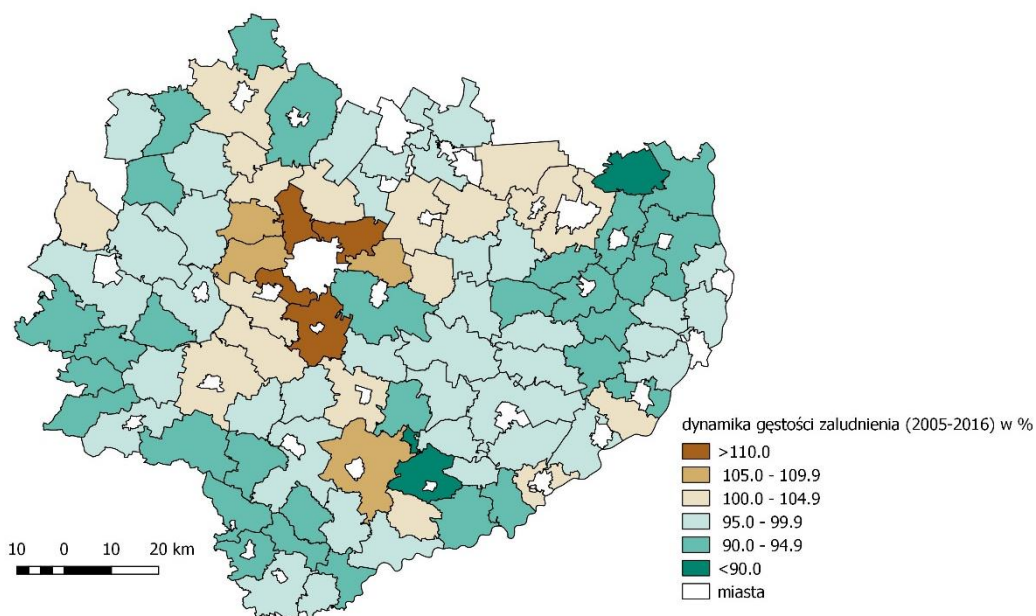 dynamika gęstości zaludnienia (2005-2016) w %
>110.0
105.0 - 109.9
100.0 - 104.9
95.0 - 99.9
90.0 - 94.9
<90.0
miasta
10 0 10 20 km